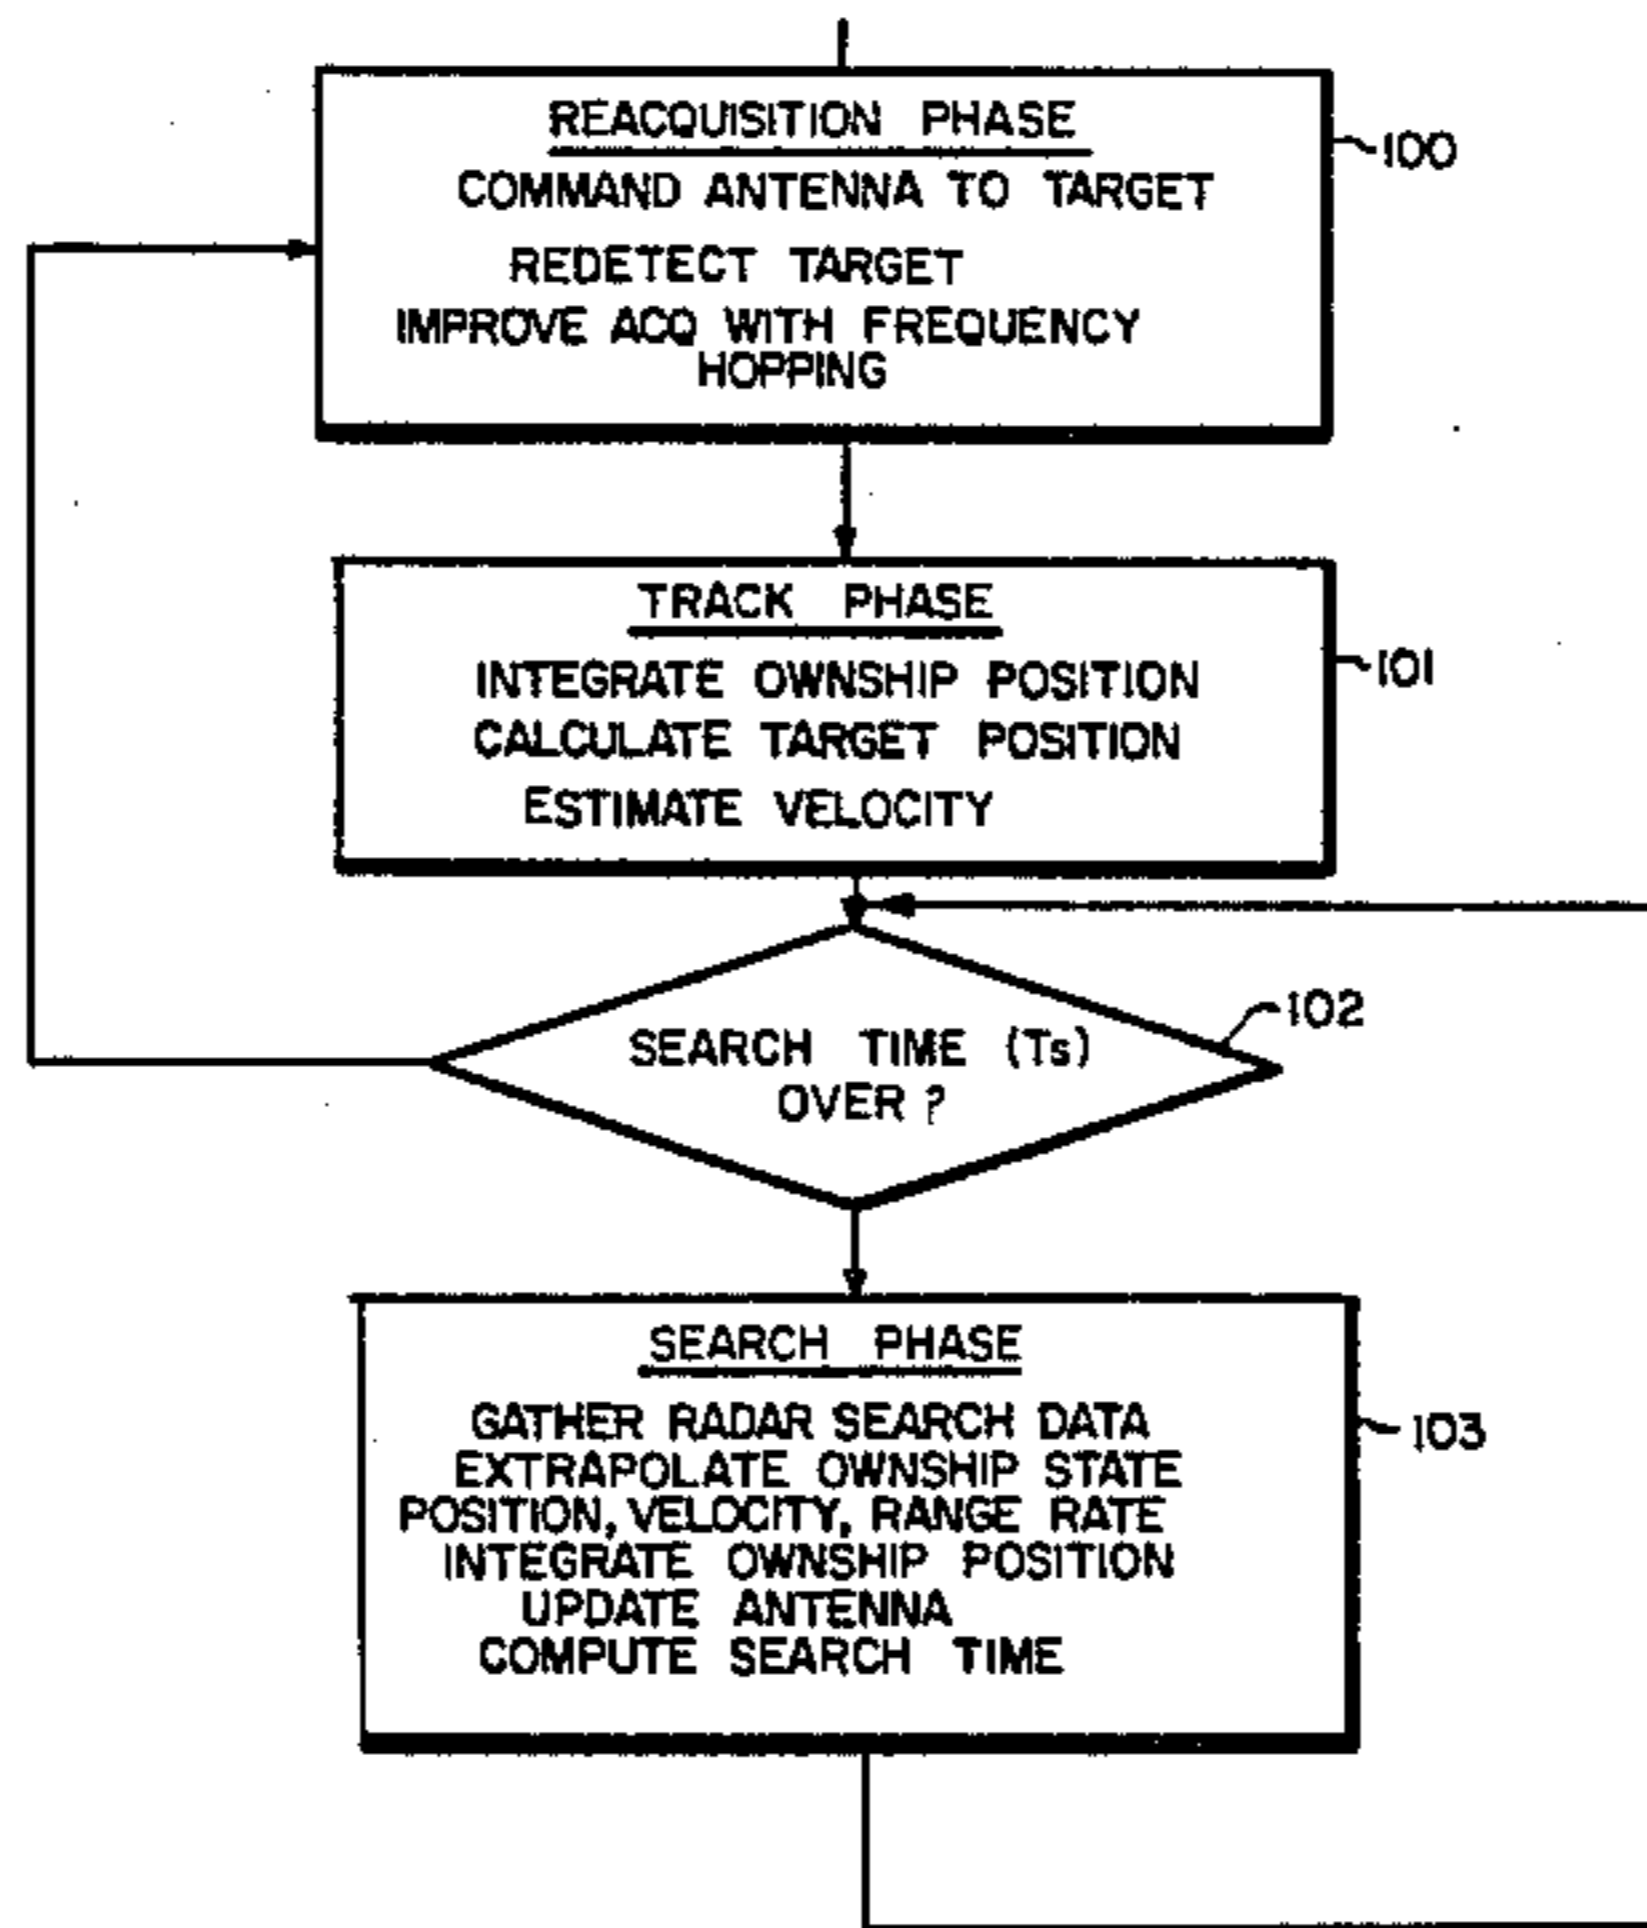 REACQUISITION PHASE
COMMAND ANTENNA TO TARGET
REDETECT TARGET
IMPROVE ACQ WITH FREQUENCY
HOPPING
100
TRACK PHASE
INTEGRATE OWNSHIP POSITION
CALCULATE TARGET POSITION
ESTIMATE VELOCITY
101
SEARCH TIME (Ts)
OVER ?
102
SEARCH PHASE
GATHER RADAR SEARCH DATA
EXTRAPOLATE OWNSHIP STATE
POSITION, VELOCITY, RANGE RATE
INTEGRATE OWNSHIP POSITION
UPDATE ANTENNA
COMPUTE SEARCH TIME
103